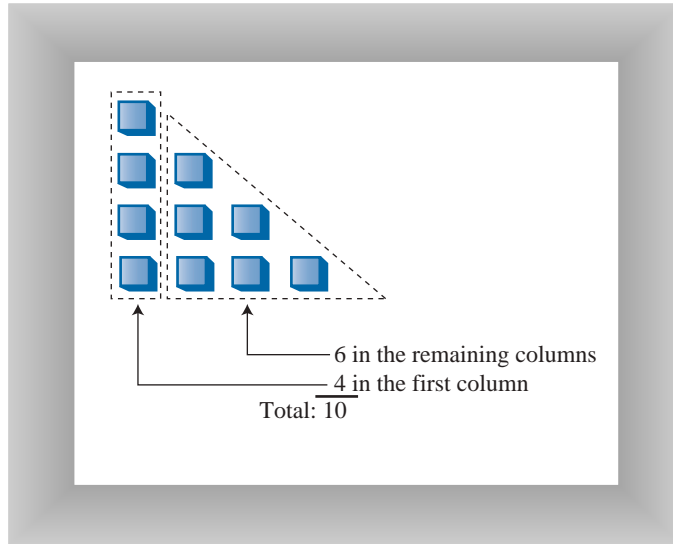 6 in the remaining columns
4 in the first column
Total: 10